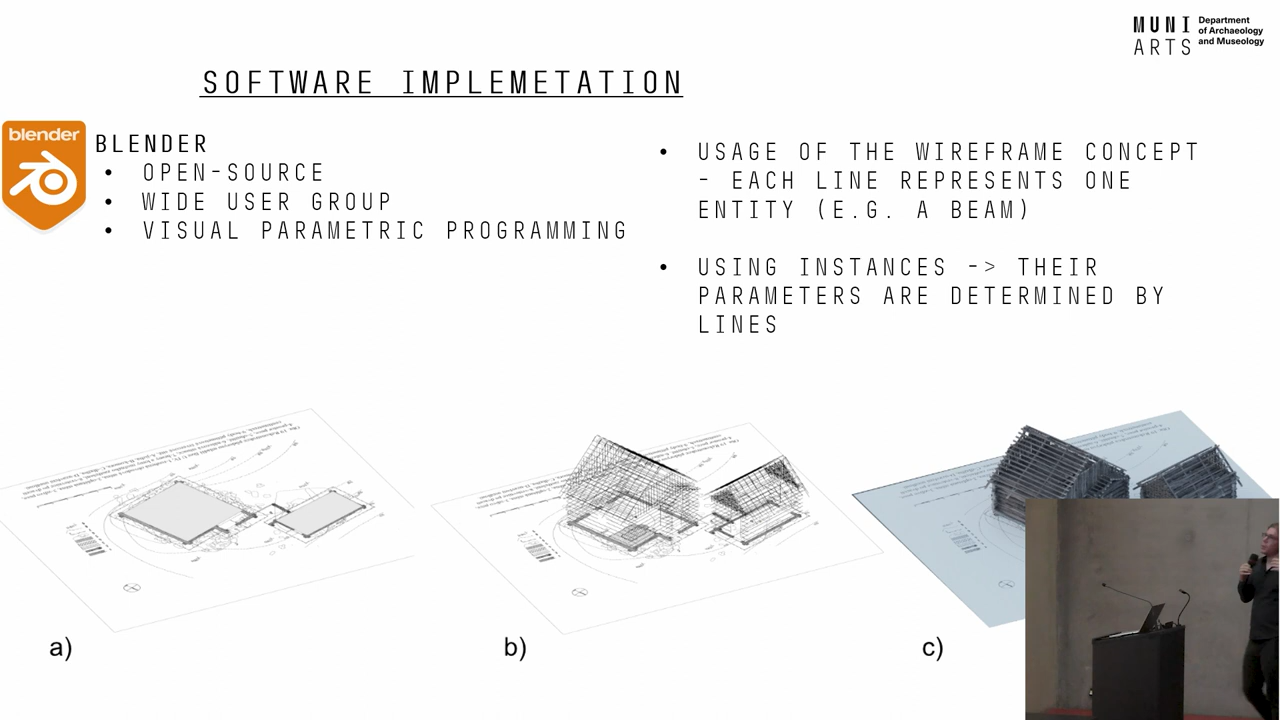 MUNI
ARTS
Department
of Archaeology
and Museology
SOFTWARE IMPLEMETATION
blender
BLENDER
• OPEN-SOURCE
• WIDE USER GROUP
• VISUAL PARAMETRIC PROGRAMMING
• USAGE OF THE WIREFRAME CONCEPT
- EACH LINE REPRESENTS ONE
ENTITY (E.G. A BEAM)
• USING INSTANCES -> THEIR
PARAMETERS ARE DETERMINED BY
LINES
a)
b)
c)